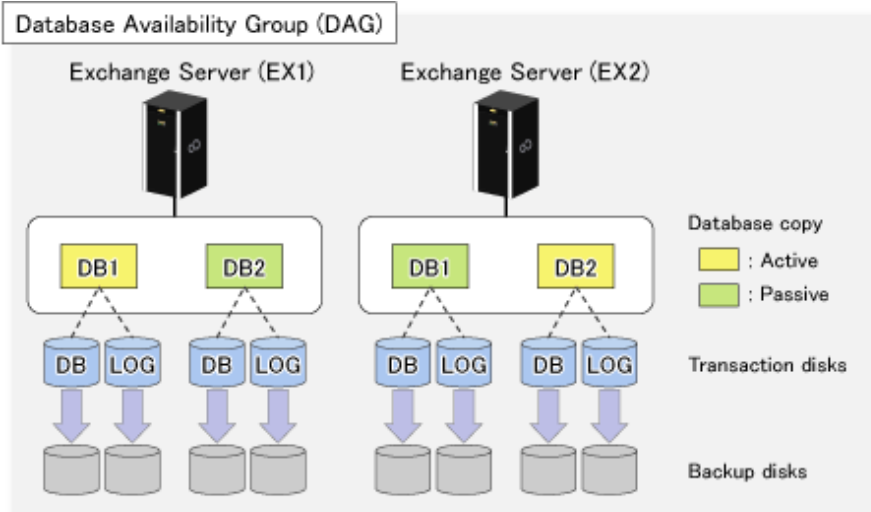 Database Availability Group (DAG)
Exchange Server (EX1)
Exchange Server (EX2)
DB1
DB2
DB1
DB2
Database copy
: Active
: Passive
DB
LOG
DB
LOG
DB
LOG
DB
LOG
Transaction disks
Backup disks